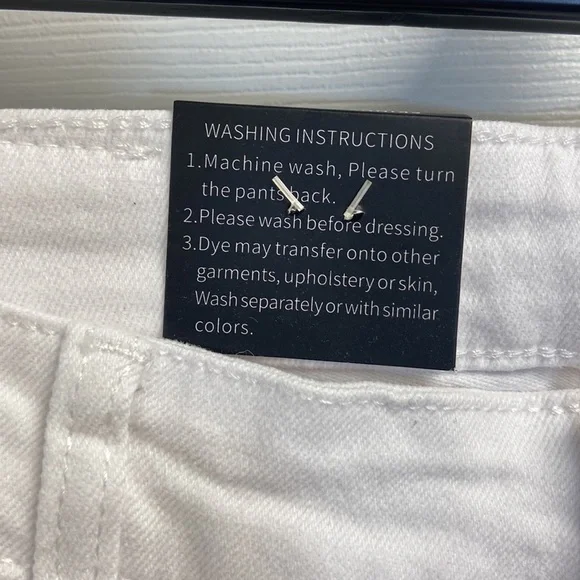 WASHING INSTRUCTIONS
1.Machine wash, Please turn
the pants back.
2.Please wash before dressing.
3.Dye may transfer onto other
garments, upholstery or skin,
Wash separately or with similar
colors.